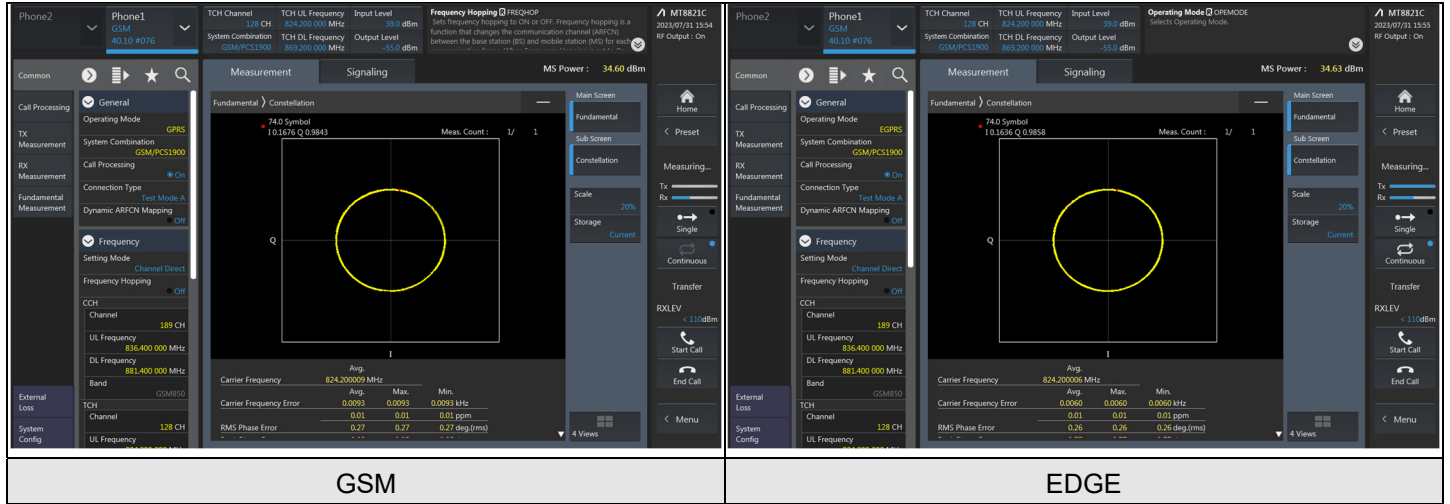 Phone2
Phone1
GSM
40.10 #076
TCH Channel
128 CH
System Combination
GSM/PCS1900
TCH UL Frequency
824.200 000 MHz
TCH DL Frequency
869.200 000 MHz
Input Level
39.0 dBm
Output Level
-55.0 dBm
Frequency Hopping FREQHOP
Sets frequency hopping to ON or OFF. Frequency hopping is a
function that changes the communication channel (ARFCN)
between the base station (BS) and mobile station (MS) for each
MT8821C
2023/07/31 15:54
RF Output : On
Common
Call Processing
TX
Measurement
RX
Measurement
Fundamental
Measurement
External
Loss
System
Config
General
Operating Mode
GPRS
System Combination
GSM/PCS1900
Call Processing
On
Connection Type
Test Mode A
Dynamic ARFCN Mapping
Off
Frequency
Setting Mode
Channel Direct
Frequency Hopping
Off
CCH
Channel
189 CH
UL Frequency
836.400 000 MHz
DL Frequency
881.400 000 MHz
Band
GSM850
TCH
Channel
128 CH
UL Frequency
Measurement
Signaling
MS Power : 34.60 dBm
Fundamental 〉 Constellation
74.0 Symbol
I 0.1676 Q 0.9843
Meas. Count : 1/ 1
Q
I
Avg.
Carrier Frequency 824.200009 MHz
Avg. Max. Min.
Carrier Frequency Error 0.0093 0.0093 0.0093 kHz
0.01 0.01 0.01 ppm
RMS Phase Error 0.27 0.27 0.27 deg.(rms)
Main Screen
Fundamental
Sub Screen
Constellation
Scale
20%
Storage
Current
4 Views
Home
< Preset
Measuring...
Tx
Rx
Single
Continuous
Transfer
RXLEV
< 110dBm
Start Call
End Call
< Menu
GSM
Phone2
Phone1
GSM
40.10 #076
TCH Channel
128 CH
System Combination
GSM/PCS1900
TCH UL Frequency
824.200 000 MHz
TCH DL Frequency
869.200 000 MHz
Input Level
39.0 dBm
Output Level
-55.0 dBm
Operating Mode OPEMODE
Selects Operating Mode.
MT8821C
2023/07/31 15:55
RF Output : On
Common
Call Processing
TX
Measurement
RX
Measurement
Fundamental
Measurement
External
Loss
System
Config
General
Operating Mode
EGPRS
System Combination
GSM/PCS1900
Call Processing
On
Connection Type
Test Mode A
Dynamic ARFCN Mapping
Off
Frequency
Setting Mode
Channel Direct
Frequency Hopping
Off
CCH
Channel
189 CH
UL Frequency
836.400 000 MHz
DL Frequency
881.400 000 MHz
Band
GSM850
TCH
Channel
128 CH
UL Frequency
Measurement
Signaling
MS Power : 34.63 dBm
Fundamental 〉 Constellation
74.0 Symbol
I 0.1676 Q 0.9858
Meas. Count : 1/ 1
Q
I
Avg.
Carrier Frequency 824.200006 MHz
Avg. Max. Min.
Carrier Frequency Error 0.0060 0.0060 0.0060 kHz
0.01 0.01 0.01 ppm
RMS Phase Error 0.26 0.26 0.26 deg.(rms)
Main Screen
Fundamental
Sub Screen
Constellation
Scale
20%
Storage
Current
4 Views
Home
< Preset
Measuring...
Tx
Rx
Single
Continuous
Transfer
RXLEV
< 110dBm
Start Call
End Call
< Menu
EDGE